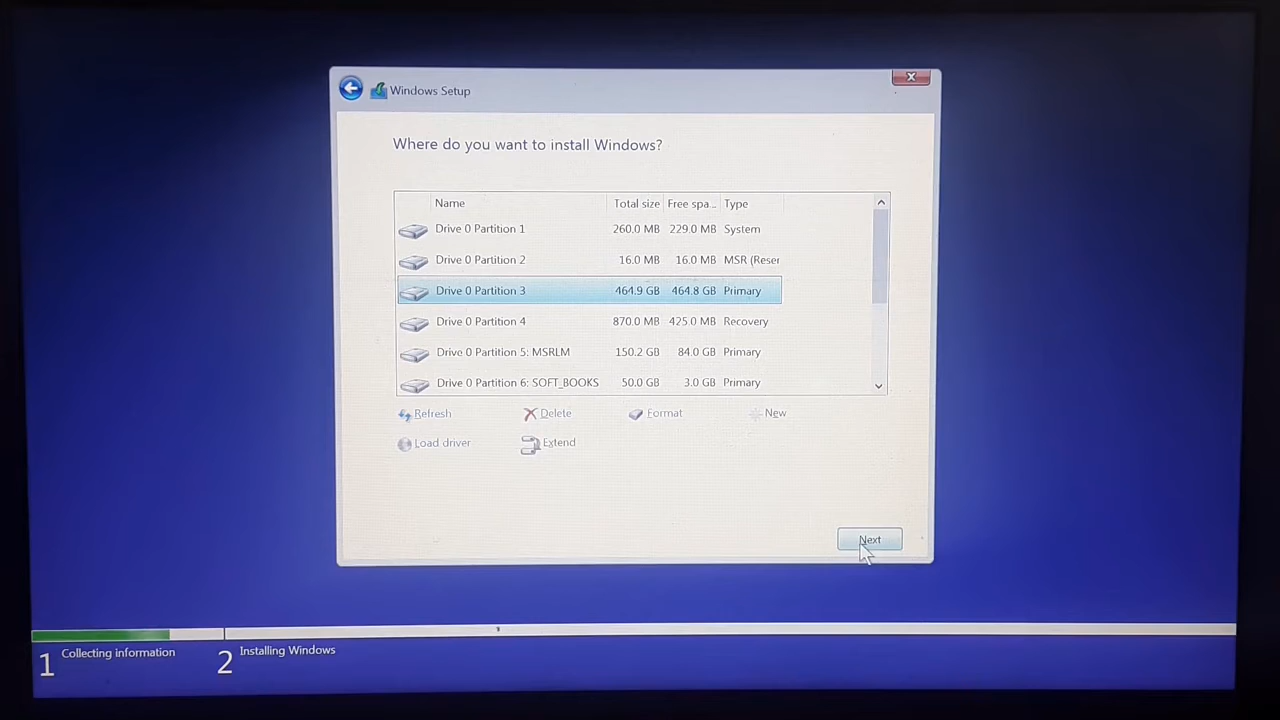 Windows Setup
Where do you want to install Windows?
Name Total size Free spa... Type
Drive 0 Partition 1 260.0 MB 229.0 MB System
Drive 0 Partition 2 16.0 MB 16.0 MB MSR (Reser
Drive 0 Partition 3 464.9 GB 464.8 GB Primary
Drive 0 Partition 4 870.0 MB 425.0 MB Recovery
Drive 0 Partition 5: MSRLM 150.2 GB 84.0 GB Primary
Drive 0 Partition 6: SOFT_BOOKS 50.0 GB 3.0 GB Primary
Refresh Delete Format New
Load driver Extend
Next
1 Collecting information 2 Installing Windows